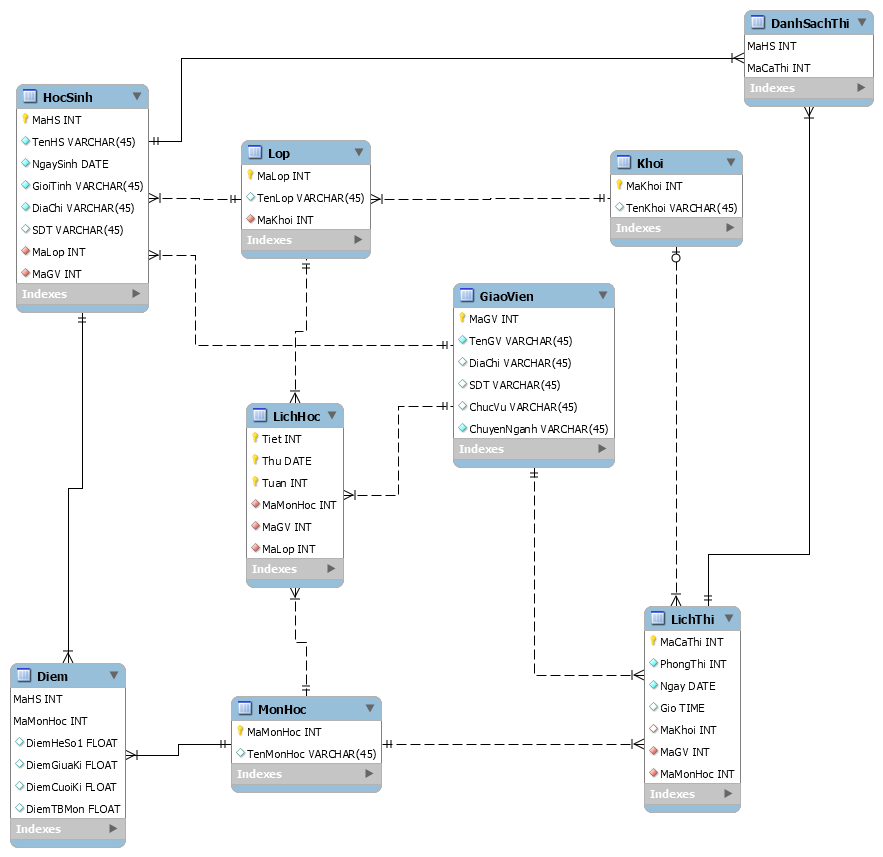 DanhSachThi
MaHS INT
MaCaThi INT
Indexes
HocSinh
MaHS INT
TenHS VARCHAR(45)
NgaySinh DATE
GioiTinh VARCHAR(45)
DiaChi VARCHAR(45)
SDT VARCHAR(45)
MaLop INT
MaGV INT
Indexes
Lop
MaLop INT
TenLop VARCHAR(45)
MaKhoi INT
Indexes
Khoi
MaKhoi INT
TenKhoi VARCHAR(45)
Indexes
GiaoVien
MaGV INT
TenGV VARCHAR(45)
DiaChi VARCHAR(45)
SDT VARCHAR(45)
ChucVu VARCHAR(45)
ChuyenNganh VARCHAR(45)
Indexes
LichHoc
Tiet INT
Thu DATE
Tuan INT
MaMonHoc INT
MaGV INT
MaLop INT
Indexes
LichThi
MaCaThi INT
PhongThi INT
Ngay DATE
Gio TIME
MaKhoi INT
MaGV INT
MaMonHoc INT
Indexes
Diem
MaHS INT
MaMonHoc INT
DiemHeSo1 FLOAT
DiemGiuaKi FLOAT
DiemCuoiKi FLOAT
DiemTBMon FLOAT
Indexes
MonHoc
MaMonHoc INT
TenMonHoc VARCHAR(45)
Indexes